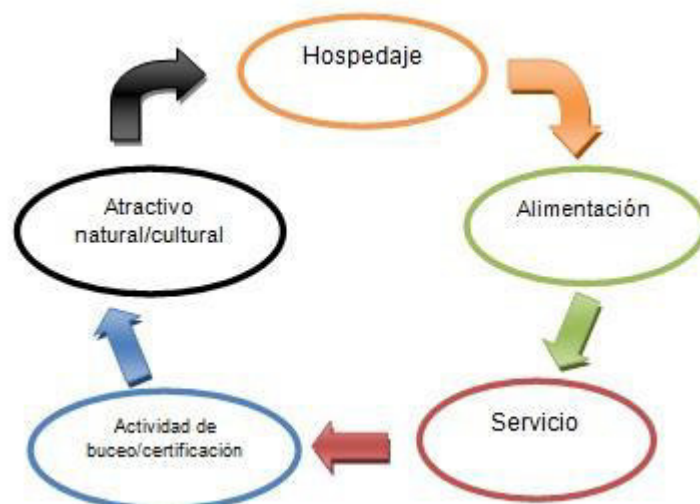 Hospedaje
Alimentación
Servicio
Actividad de
buceo/certificación
Atractivo
natural/cultural